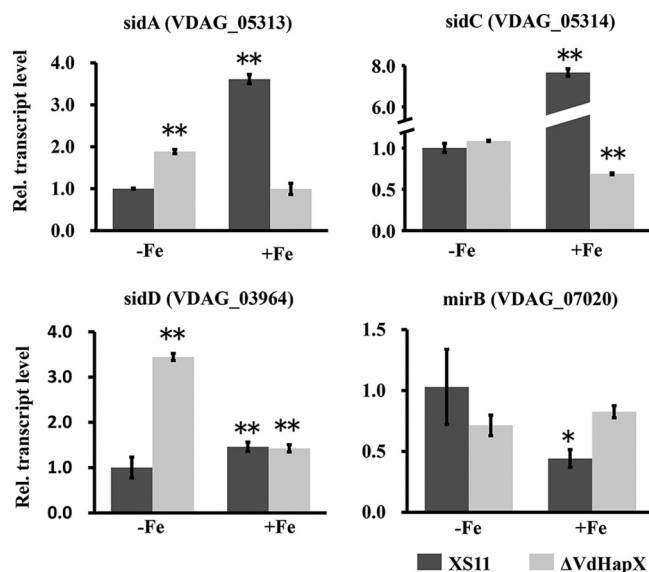 sidA (VDAG_05313)
Rel. transcript level
4.0
3.0
2.0
1.0
0.0
**
**
-Fe
+Fe
sidC (VDAG_05314)
8.0
6.0
1.0
0.5
0.0
**
**
-Fe
+Fe
sidD (VDAG_03964)
Rel. transcript level
4.0
3.0
2.0
1.0
0.0
**
**
**
-Fe
+Fe
mirB (VDAG_07020)
1.5
1.0
0.5
0.0
*
-Fe
+Fe
XS11
ΔVdHapX